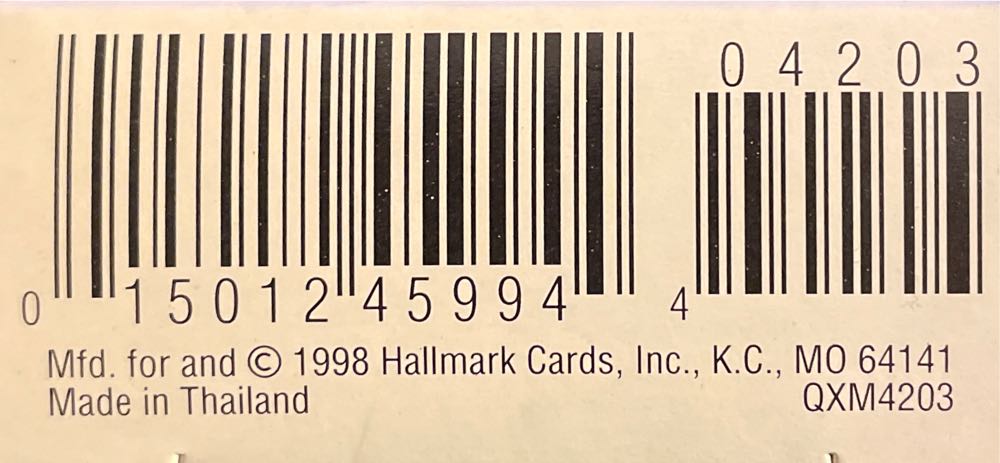 04203
0 15012 45994 4
Mfd. for and © 1998 Hallmark Cards, Inc., K.C., MO 64141
Made in Thailand QXM4203